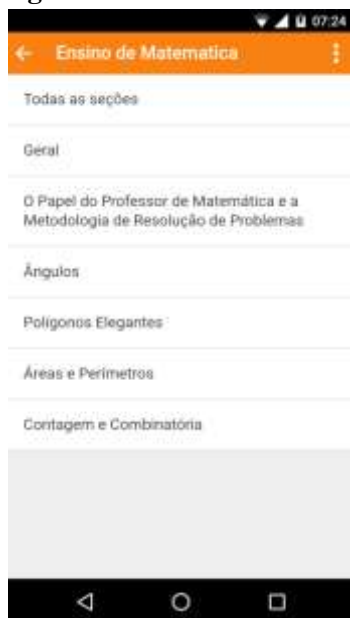 07:24
Ensino de Matematica
Todas as seções
Geral
O Papel do Professor de Matemática e a
Metodologia de Resolução de Problemas
Ângulos
Polígonos Elegantes
Áreas e Perímetros
Contagem e Combinatória